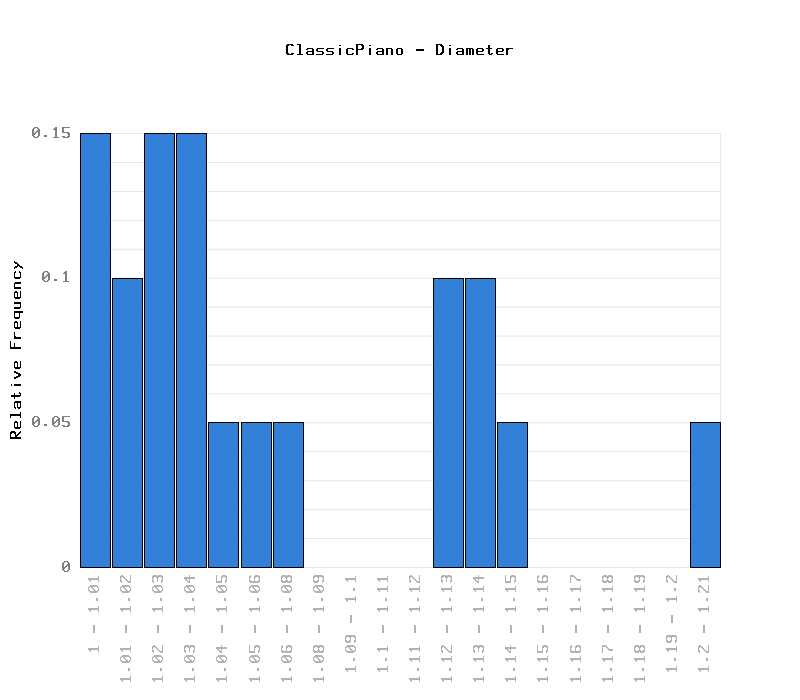 ClassicPiano - Diameter
Relative Frequency
0.15
0.1
0.05
0
1 - 1.01
1.01 - 1.02
1.02 - 1.03
1.03 - 1.04
1.04 - 1.05
1.05 - 1.06
1.06 - 1.08
1.08 - 1.09
1.09 - 1.1
1.1 - 1.11
1.11 - 1.12
1.12 - 1.13
1.13 - 1.14
1.14 - 1.15
1.15 - 1.16
1.16 - 1.17
1.17 - 1.18
1.18 - 1.19
1.19 - 1.2
1.2 - 1.21